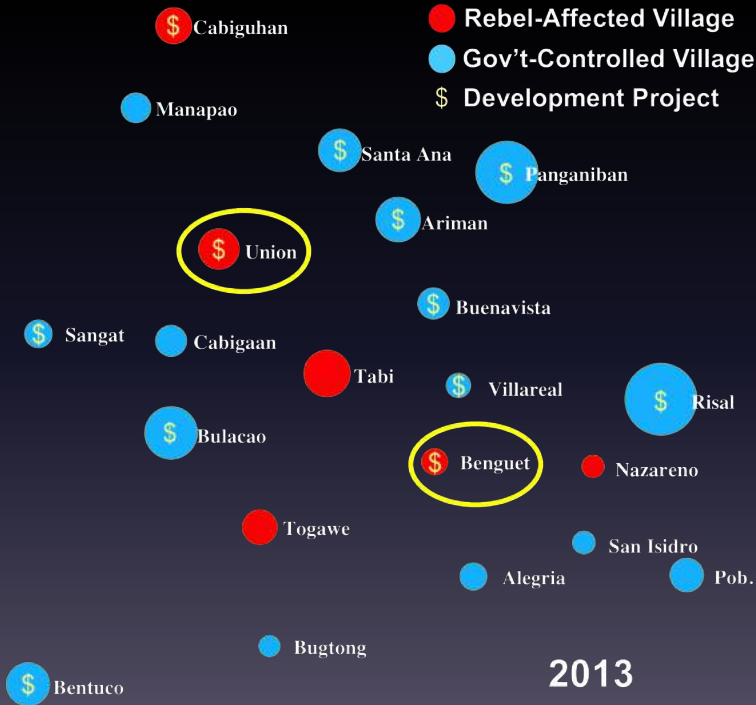 $ Cabiguhan
Rebel-Affected Village
Gov't-Controlled Village
$ Development Project
Manapao
$ Santa Ana
$ Panganiban
$ Ariman
$ Union
$ Buenavista
$ Sangat
Cabigaan
Tabi
$ Villareal
$ Risal
$ Bulacao
$ Benguet
Nazareno
Togawe
San Isidro
Alegria
Pob.
Bugtong
2013
$ Bentuco